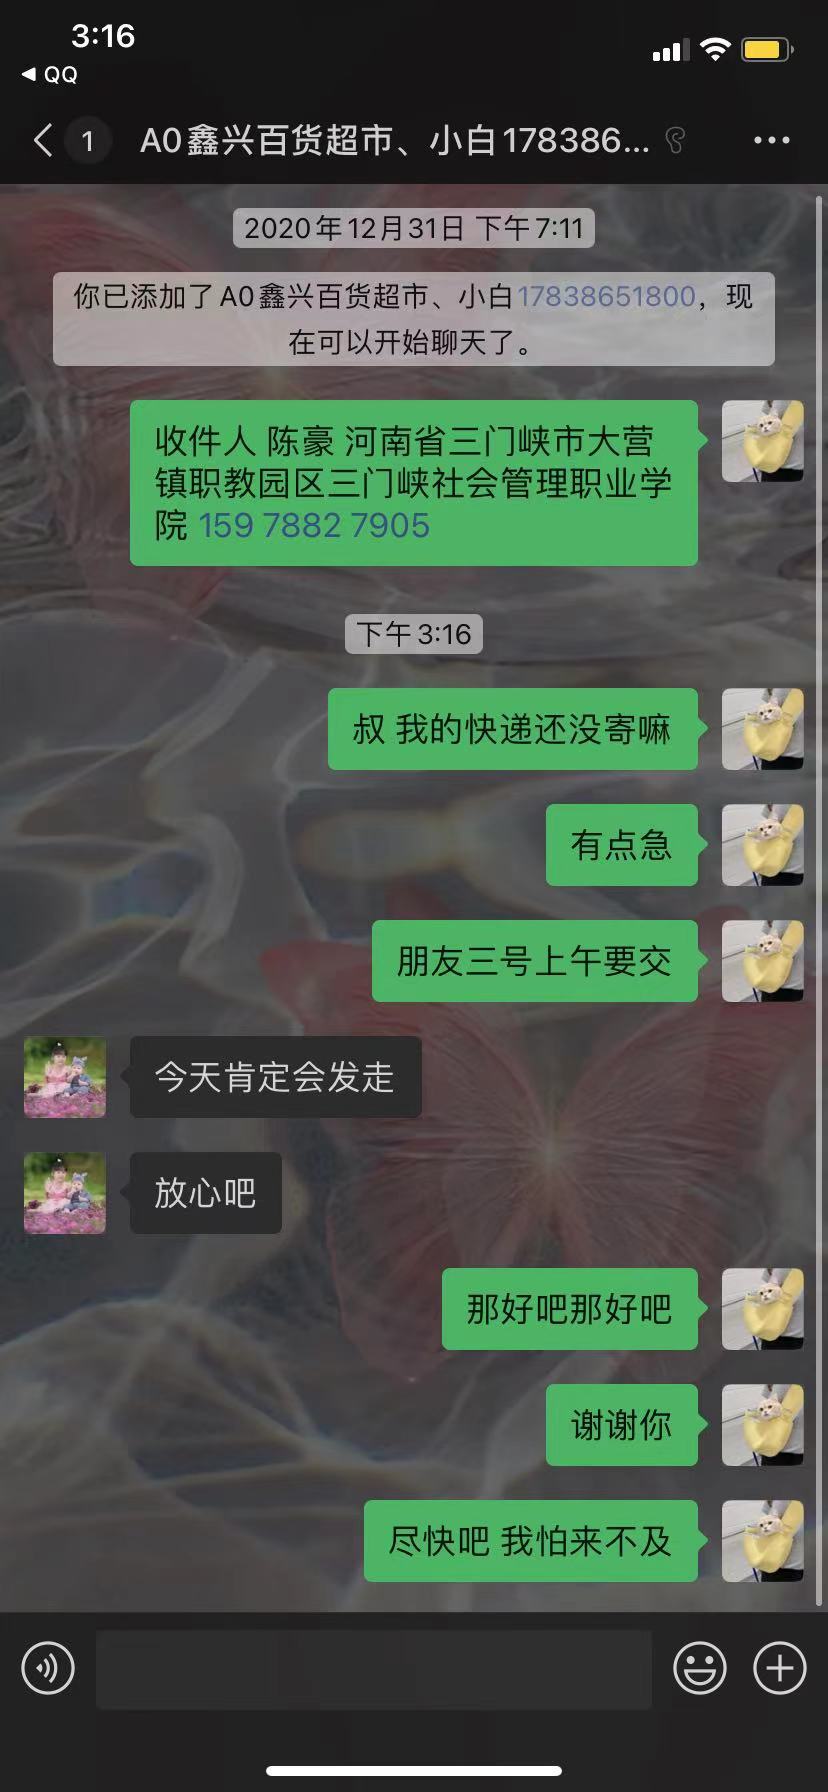 3:16
QQ
1
A0鑫兴百货超市、小白178386...
2020年12月31日 下午7:11
你已添加了A0鑫兴百货超市、小白17838651800，现
在可以开始聊天了。
收件人 陈豪 河南省三门峡市大营
镇职教园区三门峡社会管理职业学
院 159 7882 7905
下午3:16
叔 我的快递还没寄嘛
有点急
朋友三号上午要交
今天肯定会发走
放心吧
那好吧那好吧
谢谢你
尽快吧 我怕来不及